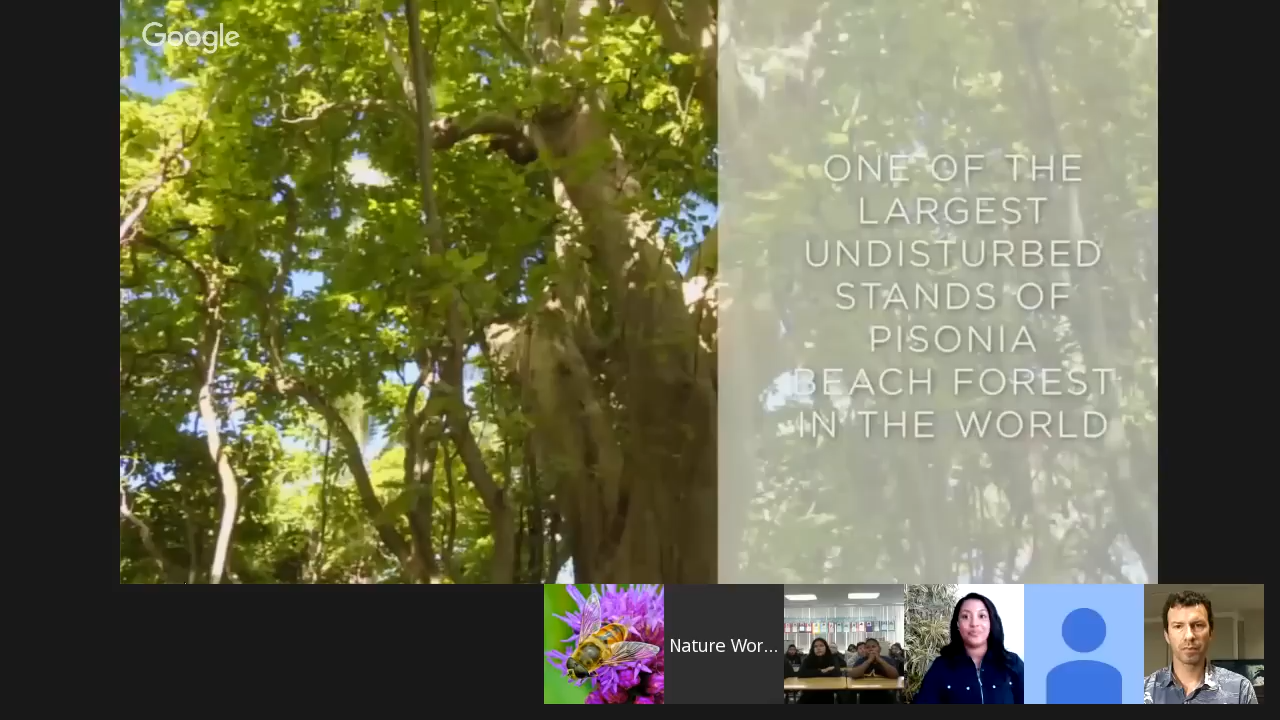 Google
ONE OF THE
LARGEST
UNDISTURBED
STANDS OF
PISONIA
BEACH FOREST
IN THE WORLD
Nature Wor...